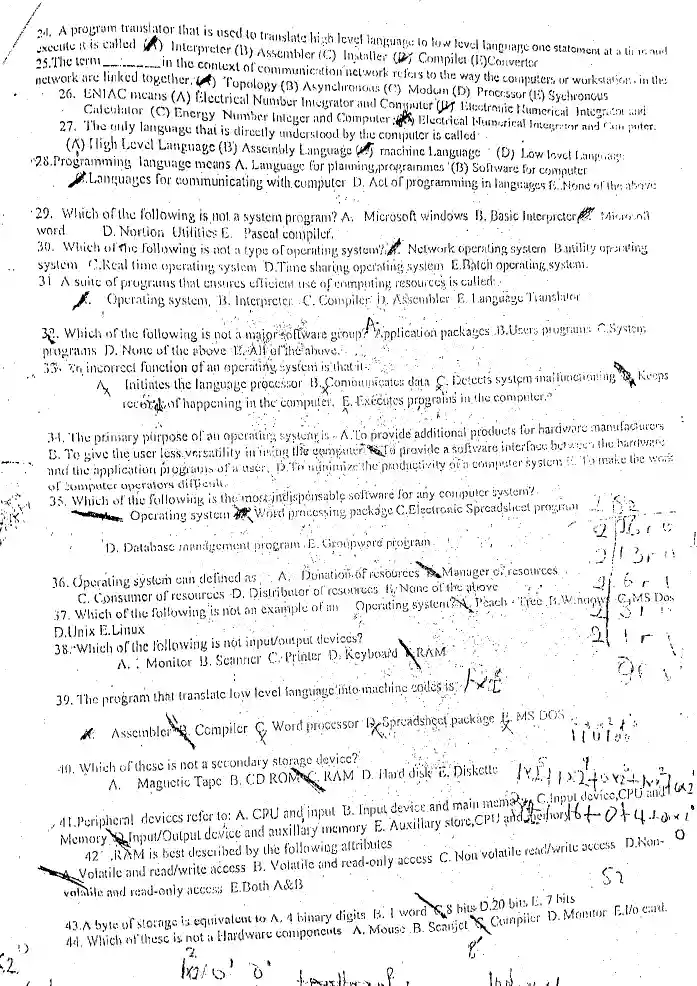 24. A program translator that is used to translate high level language to low level language one statement at a time and
execute it is called (A) Interpreter (B) Assembler (C) Installer (D) Compiler (E)Convertor
25.The term ___________in the context of communication network refers to the way the computers or workstation in the
network are linked together. (A) Topology (B) Asynchronous (C) Modem (D) Processor (E) Sychronous
26. ENIAC means (A) Electrical Number Integrator and Computer (B) Electronic Numerical Integrator and
Calculator (C) Energy Number Integer and Computer (D) Electrical Numerical Integrator and Computer.
27. The only language that is directly understood by the computer is called
(A) High Level Language (B) Assembly Language (C) machine Language (D) Low level Language
28.Programming language means A. Language for planning programmes (B) Software for computer
C.Languages for communicating with computer D. Act of programming in languages E. None of the above
29. Which of the following is not a system program? A. Microsoft windows B. Basic Interpreter C. Microsoft
word D. Nortion Utilities E. Pascal compiler.
30. Which of the following is not a type of operating system? A. Network operating system B.utility operating
system C.Real time operating system D.Time sharing operating system E.Batch operating system.
31 A suite of programs that ensures efficient use of computing resources is called:
A. Operating system, B. Interpreter C. Compiler D. Assembler E. Language Translator
32. Which of the following is not a major software group? A Application packages B.Users programs C.System
programs D. None of the above E. All of the above.
33. incorrect function of an operating system is that it
A. Initiates the language processor B. Communicates data C. Detects system malfunctioning D. Keeps
records of happening in the computer. E. Executes programs in the computer.
34. The primary purpose of an operating system is - A.To provide additional products for hardware manufacturers
B. To give the user less versatility in using the computer C.To provide a software interface between the hardware
and the application programs of a user. D.To minimize the productivity of a computer system E. To make the work
of computer operators difficult.
35. Which of the following is the most indispensable software for any computer system?
Operating system B. Word processing package C.Electronic Spreadsheet program
D. Database management program E. Groupware program
36. Operating system can defined as A. Donation of resources B. Manager of resources
C. Consumer of resources D. Distributor of resources E. None of the above
37. Which of the following is not an example of an Operating system? A. Peach - Tree B.Windows C.MS Dos
D.Unix E.Linux
38. Which of the following is not input/output devices?
A. Monitor B. Scanner C. Printer D. Keyboard E.RAM
39. The program that translate low level language into machine codes is
A. Assembler B. Compiler C. Word processor D. Spreadsheet package E. MS DOS
40. Which of these is not a secondary storage device?
A. Magnetic Tape B. CD ROM C. RAM D. Hard disk E. Diskette
41.Peripheral devices refer to: A. CPU and input B. Input device and main memory C.Input device,CPU and
Memory D.Input/Output device and auxillary memory E. Auxillary store,CPU and memory
42 .RAM is best described by the following attributes
A. Volatile and read/write access B. Volatile and read-only access C. Non volatile read/write access D.Non-
volatile and read-only access E.Both A&B
52
43.A byte of storage is equivalent to A. 4 binary digits B. 1 word C.8 bits D.20 bits E. 7 bits
44. Which of these is not a Hardware components A. Mouse B. Scanjet C. Compiler D. Monitor E.I/o card.